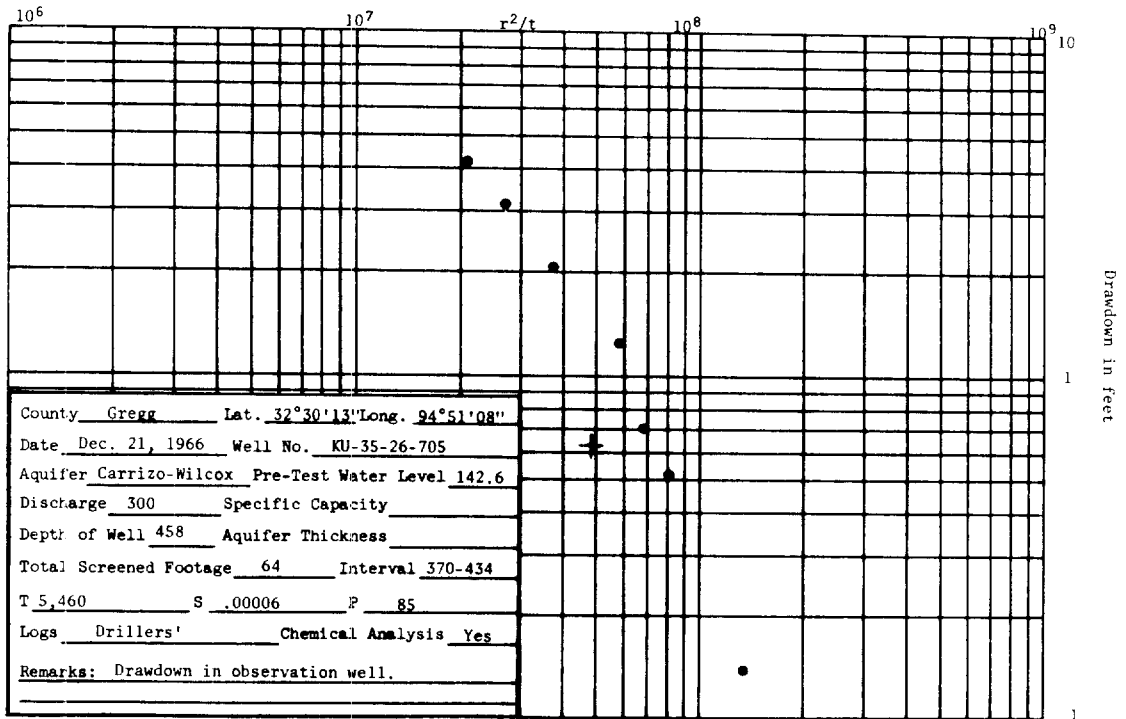 10⁶ 10⁷ r²/t 10⁸ 10⁹
10
1
1
Drawdown in feet
County Gregg Lat. 32°30'13" Long. 94°51'08"
Date Dec. 21, 1966 Well No. KU-35-26-705
Aquifer Carrizo-Wilcox Pre-Test Water Level 142.6
Discharge 300 Specific Capacity
Depth of Well 458 Aquifer Thickness
Total Screened Footage 64 Interval 370-434
T 5,460 S .00006 P 85
Logs Drillers' Chemical Analysis Yes
Remarks: Drawdown in observation well.